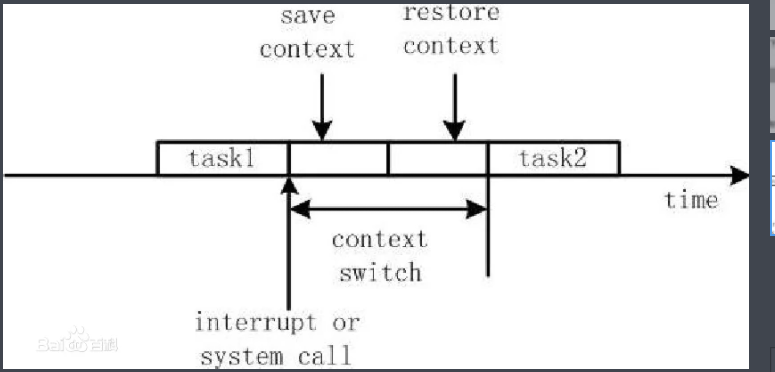 save
context
restore
context
task1
task2
time
context
switch
interrupt or
system call
Bai百科